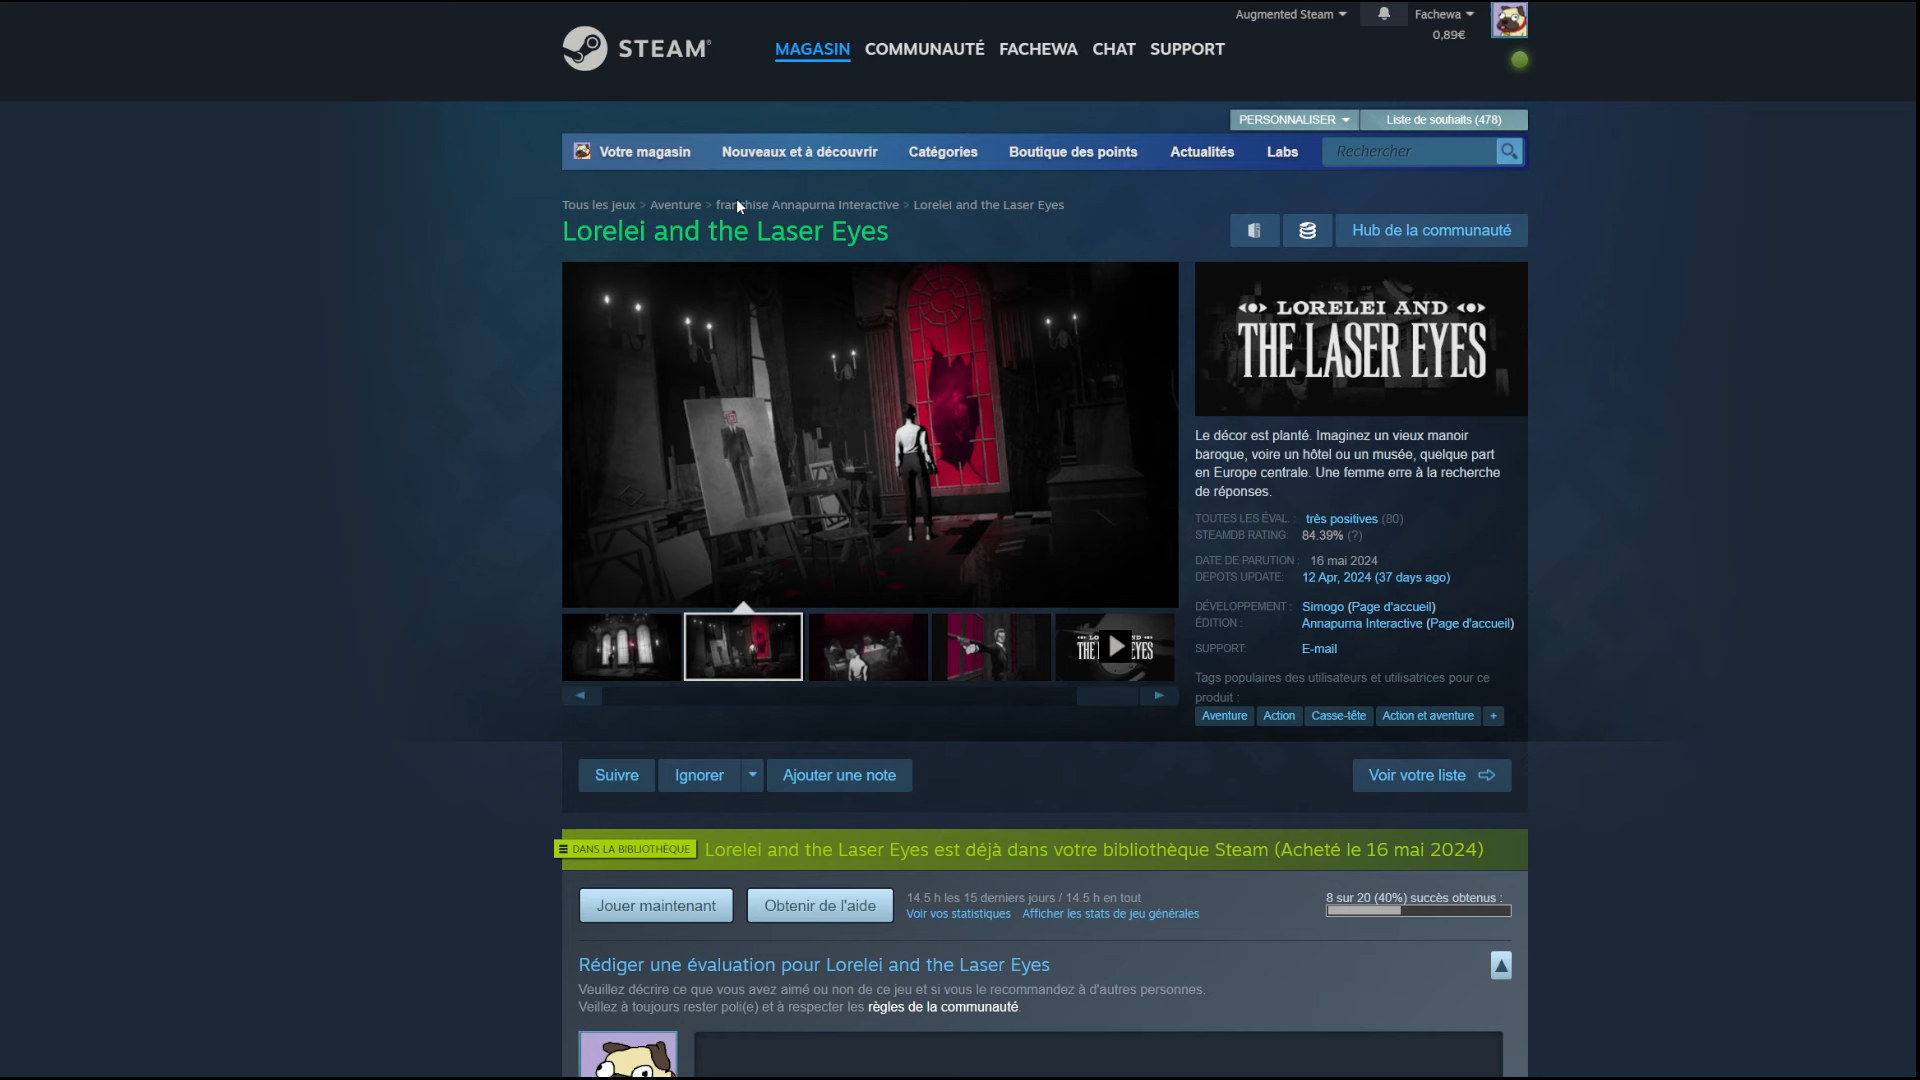 Augmented Steam
Fachewa
0,89€
STEAM®
MAGASIN COMMUNAUTÉ FACHEWA CHAT SUPPORT
PERSONNALISER
Liste de souhaits (478)
Votre magasin
Nouveaux et à découvrir
Catégories
Boutique des points
Actualités
Labs
Rechercher
Tous les jeux > Aventure > franchise Annapurna Interactive > Lorelei and the Laser Eyes
Lorelei and the Laser Eyes
Hub de la communauté
LORELEI AND
THE LASER EYES
Le décor est planté. Imaginez un vieux manoir
baroque, voire un hôtel ou un musée, quelque part
en Europe centrale. Une femme erre à la recherche
de réponses.
TOUTES LES ÉVAL. : très positives (80)
STEAMDB RATING: 84.39% (?)
DATE DE PARUTION : 16 mai 2024
DEPOTS UPDATE: 12 Apr, 2024 (37 days ago)
DÉVELOPPEMENT : Simogo (Page d'accueil)
ÉDITION : Annapurna Interactive (Page d'accueil)
SUPPORT: E-mail
Tags populaires des utilisateurs et utilisatrices pour ce
produit :
Aventure Action Casse-tête Action et aventure +
Suivre
Ignorer
Ajouter une note
Voir votre liste
DANS LA BIBLIOTHÈQUE
Lorelei and the Laser Eyes est déjà dans votre bibliothèque Steam (Acheté le 16 mai 2024)
Jouer maintenant
Obtenir de l'aide
14.5 h les 15 derniers jours / 14.5 h en tout
Voir vos statistiques Afficher les stats de jeu générales
8 sur 20 (40%) succès obtenus :
Rédiger une évaluation pour Lorelei and the Laser Eyes
Veuillez décrire ce que vous avez aimé ou non de ce jeu et si vous le recommandez à d'autres personnes.
Veillez à toujours rester poli(e) et à respecter les règles de la communauté